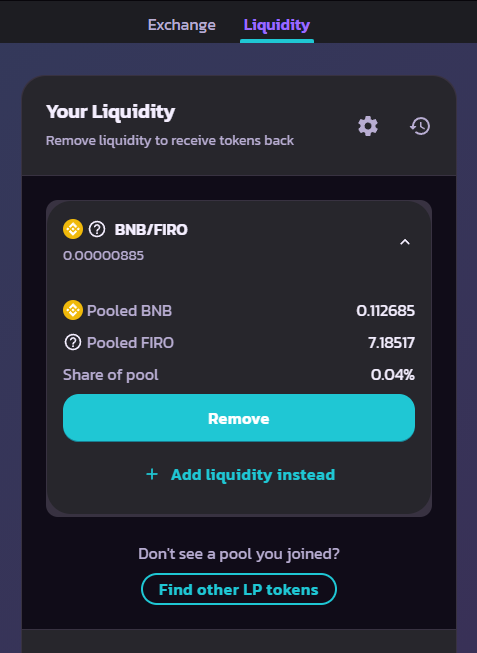 Exchange Liquidity
Your Liquidity
Remove liquidity to receive tokens back
BNB/FIRO
0.00000885
Pooled BNB 0.112685
Pooled FIRO 7.18517
Share of pool 0.04%
Remove
+ Add liquidity instead
Don't see a pool you joined?
Find other LP tokens